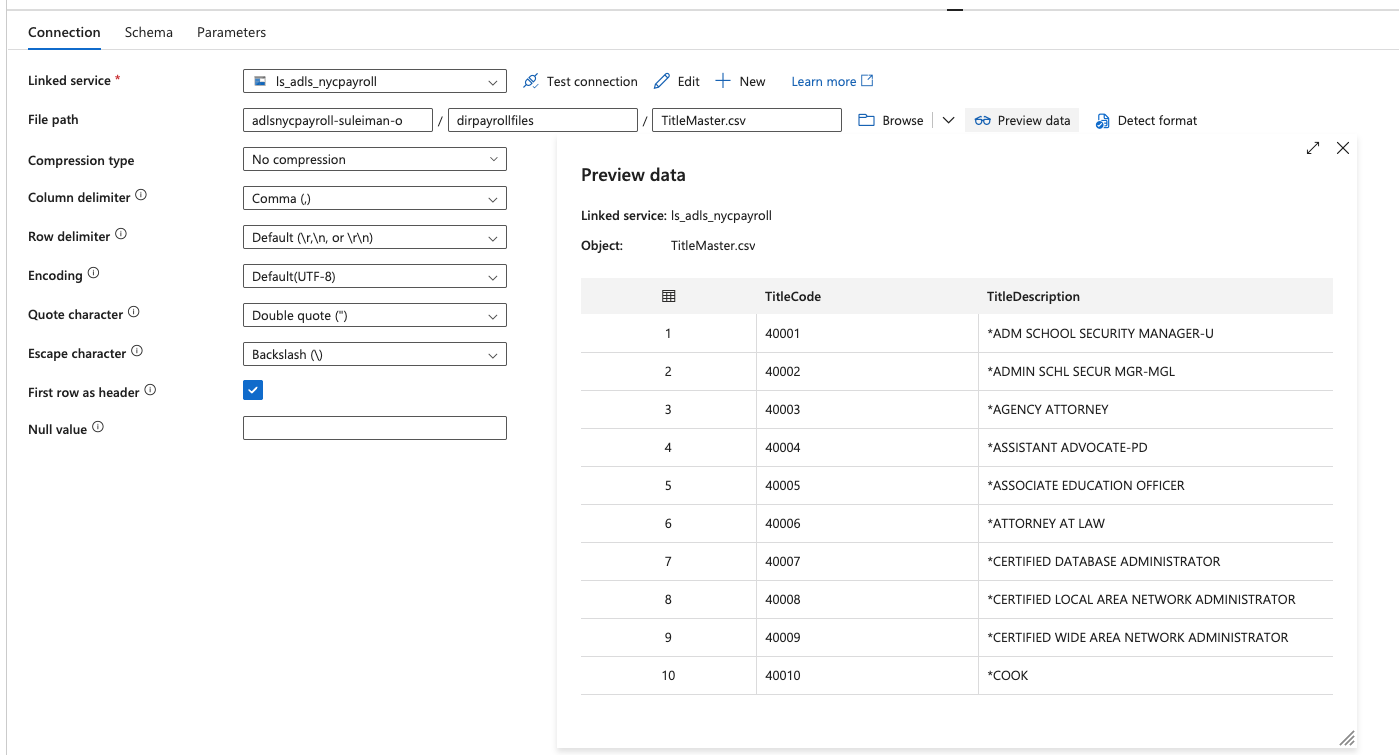 Connection Schema Parameters
Linked service * ls_adls_nycpayroll Test connection Edit New Learn more
File path adlsnycpayroll-suleiman-o / dirpayrollfiles / TitleMaster.csv Browse Preview data Detect format
Compression type No compression
Column delimiter Comma (,)
Row delimiter Default (\r,\n, or \r\n)
Encoding Default(UTF-8)
Quote character Double quote (")
Escape character Backslash (\)
First row as header
Null value
Preview data
Linked service: ls_adls_nycpayroll
Object: TitleMaster.csv
TitleCode TitleDescription
1 40001 *ADM SCHOOL SECURITY MANAGER-U
2 40002 *ADMIN SCHL SECUR MGR-MGL
3 40003 *AGENCY ATTORNEY
4 40004 *ASSISTANT ADVOCATE-PD
5 40005 *ASSOCIATE EDUCATION OFFICER
6 40006 *ATTORNEY AT LAW
7 40007 *CERTIFIED DATABASE ADMINISTRATOR
8 40008 *CERTIFIED LOCAL AREA NETWORK ADMINISTRATOR
9 40009 *CERTIFIED WIDE AREA NETWORK ADMINISTRATOR
10 40010 *COOK